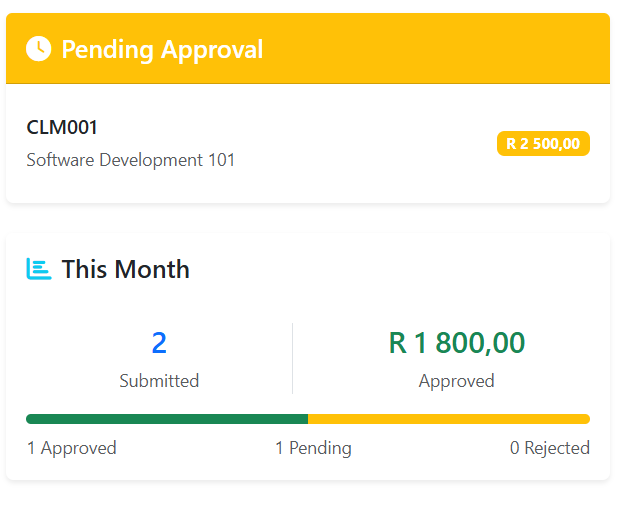 Pending Approval
CLM001
Software Development 101
R 2 500,00
This Month
2
Submitted
R 1 800,00
Approved
1 Approved
1 Pending
0 Rejected